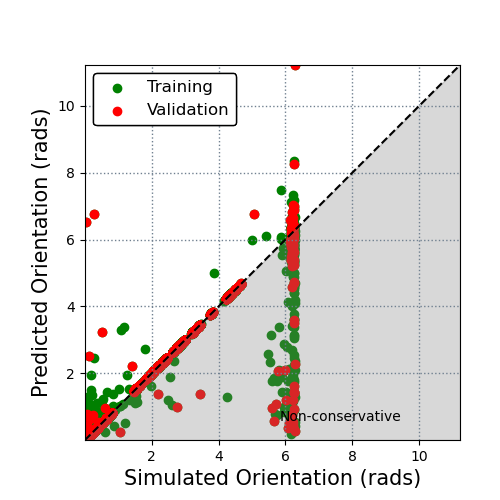 Training
Validation
Predicted Orientation (rads)
10
8
6
4
2
Non-conservative
2 4 6 8 10
Simulated Orientation (rads)